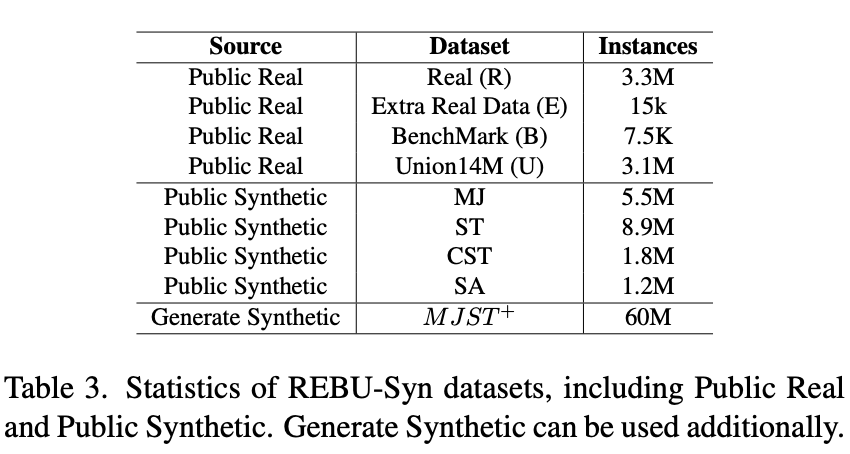 Source Dataset Instances
Public Real Real (R) 3.3M
Public Real Extra Real Data (E) 15k
Public Real BenchMark (B) 7.5K
Public Real Union14M (U) 3.1M
Public Synthetic MJ 5.5M
Public Synthetic ST 8.9M
Public Synthetic CST 1.8M
Public Synthetic SA 1.2M
Generate Synthetic MJST+ 60M
Table 3. Statistics of REBU-Syn datasets, including Public Real
and Public Synthetic. Generate Synthetic can be used additionally.